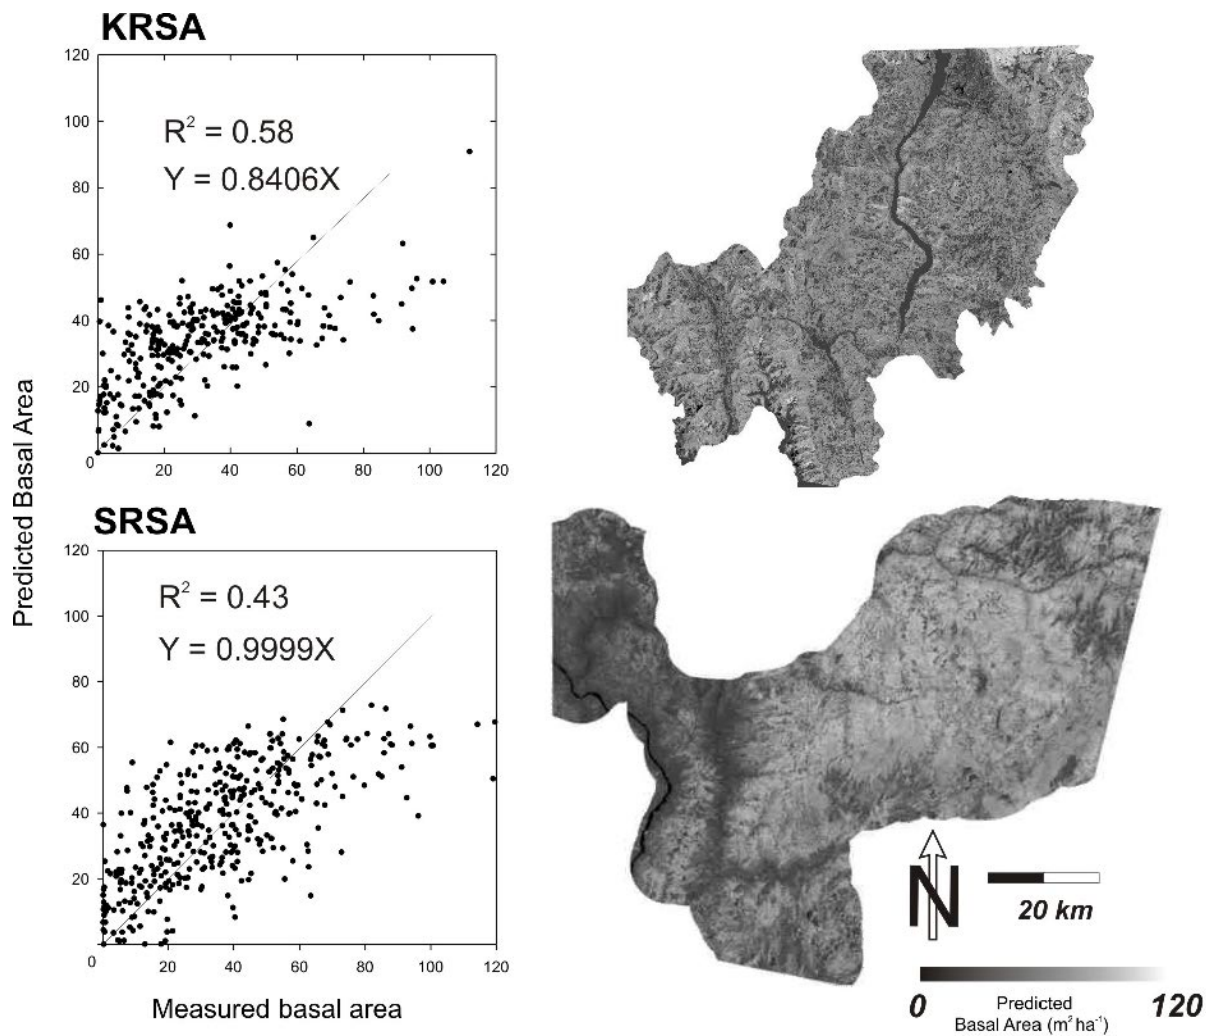 KRSA
120
100
80
60
40
20
0
20
40
60
80
100
120
R² = 0.58
Y = 0.8406X
Predicted Basal Area
SRSA
120
100
80
60
40
20
0
20
40
60
80
100
120
R² = 0.43
Y = 0.9999X
Measured basal area
N
20 km
0
Predicted
Basal Area (m² ha⁻¹)
120